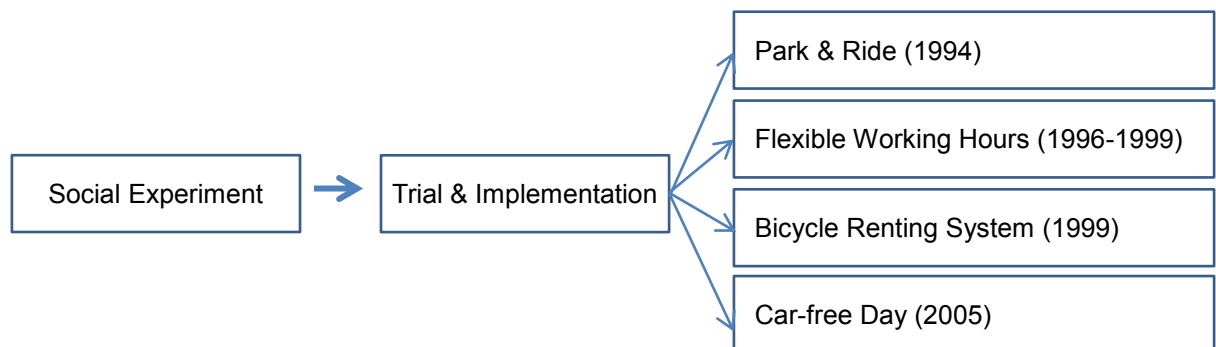 Social Experiment
Trial & Implementation
Park & Ride (1994)
Flexible Working Hours (1996-1999)
Bicycle Renting System (1999)
Car-free Day (2005)